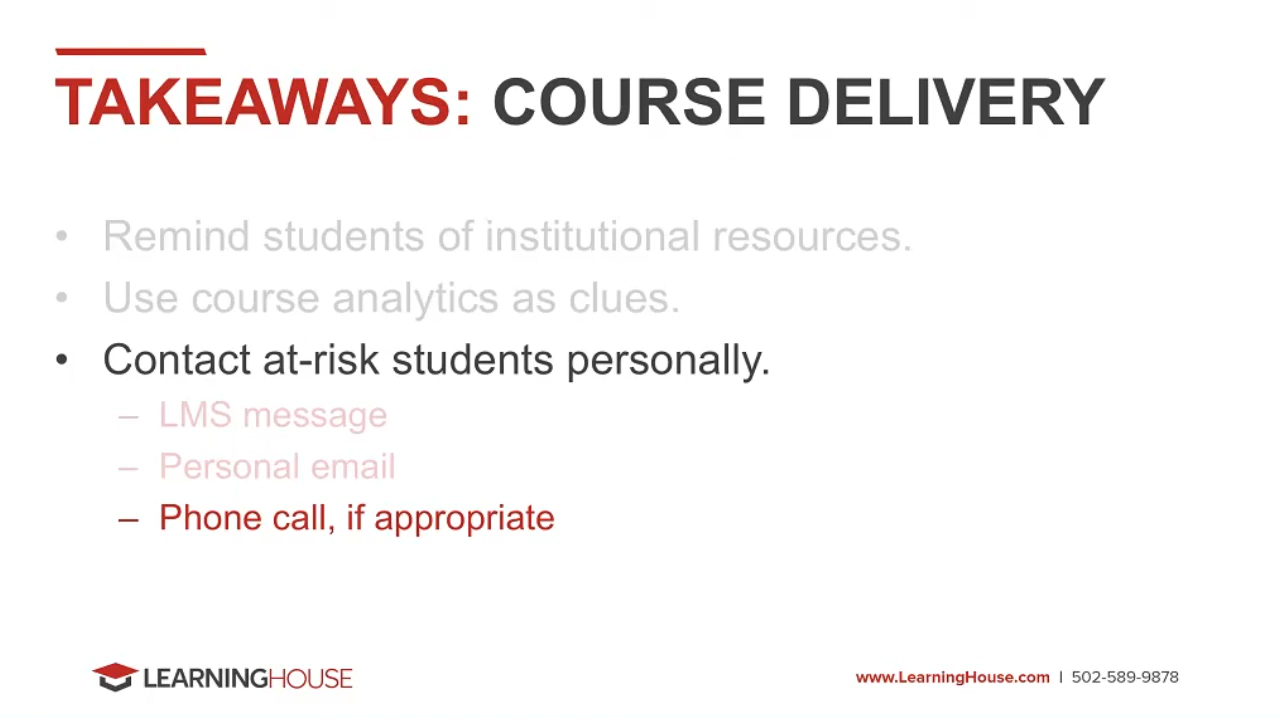 TAKEAWAYS: COURSE DELIVERY
• Remind students of institutional resources.
• Use course analytics as clues.
• Contact at-risk students personally.
– LMS message
– Personal email
– Phone call, if appropriate
LEARNINGHOUSE
www.LearningHouse.com | 502-589-9878